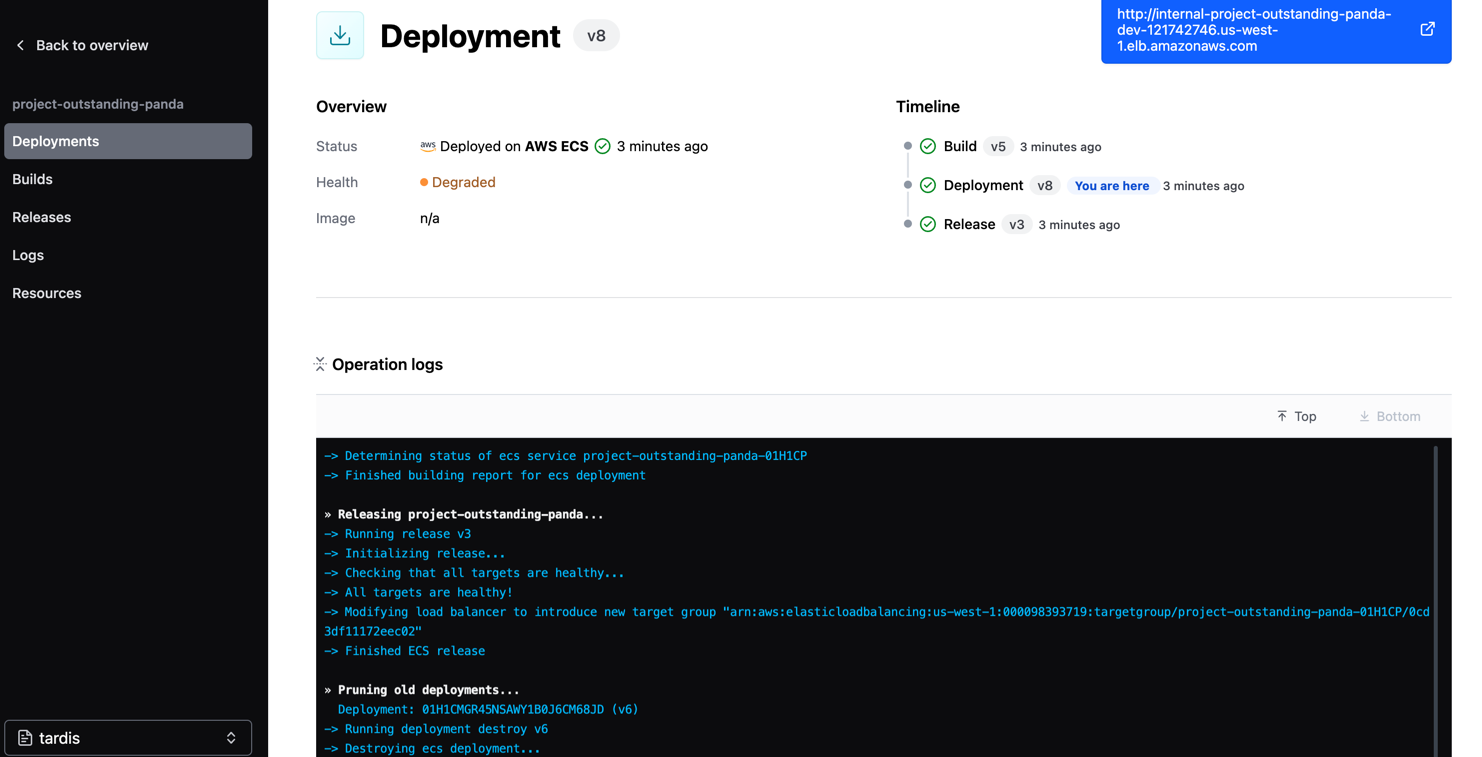 Back to overview
project-outstanding-panda
Deployments
Builds
Releases
Logs
Resources
tardis
Deployment v8
http://internal-project-outstanding-panda-
dev-121742746.us-west-
1.elb.amazonaws.com
Overview
Status aws Deployed on AWS ECS 3 minutes ago
Health Degraded
Image n/a
Timeline
Build v5 3 minutes ago
Deployment v8 You are here 3 minutes ago
Release v3 3 minutes ago
Operation logs
Top Bottom
-> Determining status of ecs service project-outstanding-panda-01H1CP
-> Finished building report for ecs deployment
» Releasing project-outstanding-panda...
-> Running release v3
-> Initializing release...
-> Checking that all targets are healthy...
-> All targets are healthy!
-> Modifying load balancer to introduce new target group "arn:aws:elasticloadbalancing:us-west-1:000098393719:targetgroup/project-outstanding-panda-01H1CP/0cd
3df11172eec02"
-> Finished ECS release
» Pruning old deployments...
Deployment: 01H1CMGR45NSAWY1B0J6CM68JD (v6)
-> Running deployment destroy v6
-> Destroying ecs deployment...